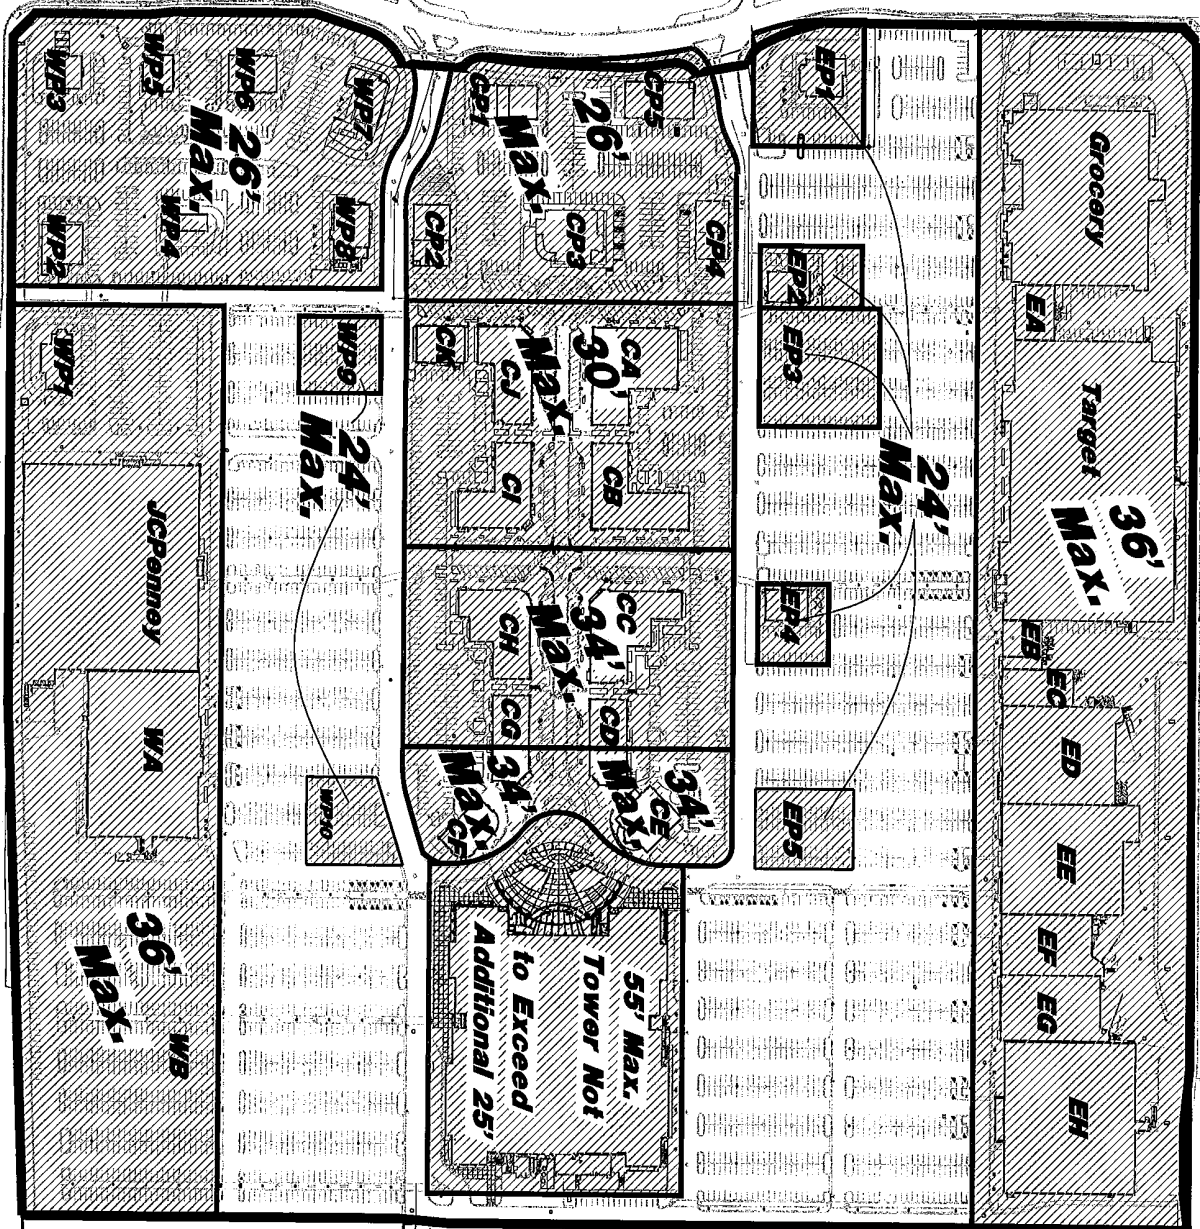 WP3
WP5
WP6
WP7
26'
Max.
WP2
WP4
WP8
CP1
CP5
26'
Max.
CP2
CP3
CP4
EP1
EP2
EP3
24'
Max.
EP4
EP5
Grocery
EA
Target
36'
Max.
EB
EC
ED
EE
EF
EG
EH
WP1
WP9
24'
Max.
WP10
JCPenney
WA
36'
Max.
WB
CK
CJ
CA
30'
Max.
CI
CB
CH
CC
34'
Max.
CG
CD
34'
Max.
CF
34'
Max.
CE
55' Max.
Tower Not
to Exceed
Additional 25'